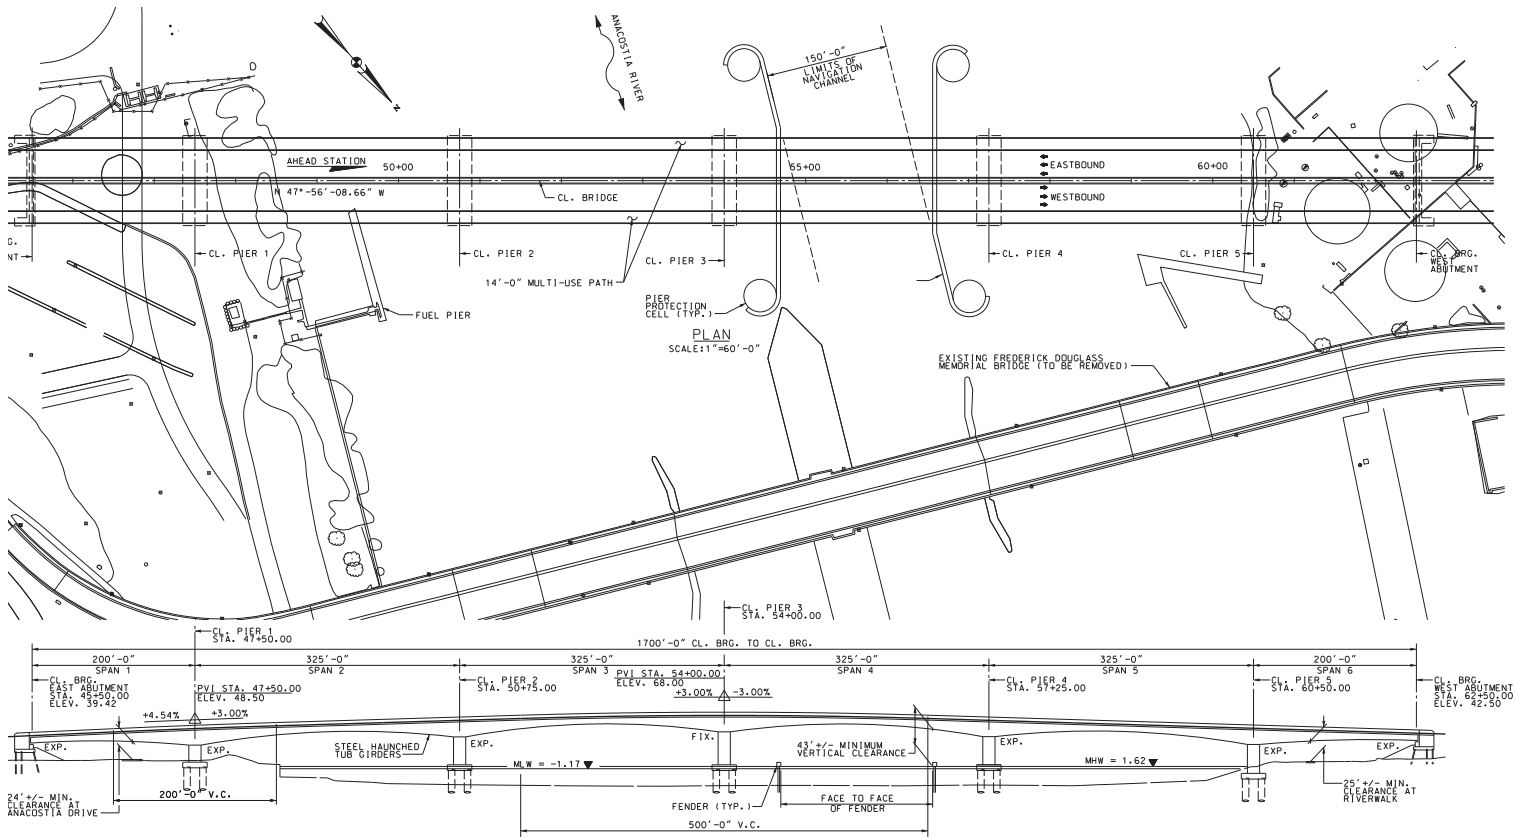 ANACOSTIA RIVER
150'-0"
LIMITS OF
NAVIGATION
CHANNEL
N
D
AHEAD STATION
50+00
55+00
60+00
EASTBOUND
WESTBOUND
N 47°-56'-08.66" W
CL. BRIDGE
G.
NT
CL. PIER 1
CL. PIER 2
CL. PIER 3
CL. PIER 4
CL. PIER 5
CL. BRG.
WEST
ABUTMENT
14'-0" MULTI-USE PATH
FUEL PIER
PIER
PROTECTION
CELL (TYP.)
PLAN
SCALE:1"=60'-0"
EXISTING FREDERICK DOUGLASS
MEMORIAL BRIDGE (TO BE REMOVED)
CL. PIER 3
STA. 54+00.00
CL. PIER 1
STA. 47+50.00
1700'-0" CL. BRG. TO CL. BRG.
200'-0"
SPAN 1
325'-0"
SPAN 2
325'-0"
SPAN 3
325'-0"
SPAN 4
325'-0"
SPAN 5
200'-0"
SPAN 6
CL. BRG.
EAST ABUTMENT
STA. 45+50.00
ELEV. 39.42
PVI STA. 47+50.00
ELEV. 48.50
CL. PIER 2
STA. 50+75.00
PVI STA. 54+00.00
ELEV. 68.00
CL. PIER 4
STA. 57+25.00
CL. PIER 5
STA. 60+50.00
CL. BRG.
WEST ABUTMENT
STA. 62+50.00
ELEV. 42.50
+4.54%
+3.00%
+3.00%
-3.00%
EXP.
EXP.
STEEL HAUNCHED
TUB GIRDERS
EXP.
FIX.
43'+/- MINIMUM
VERTICAL CLEARANCE
EXP.
EXP.
EXP.
MLW = -1.17
MHW = 1.62
24'+/- MIN.
CLEARANCE AT
ANACOSTIA DRIVE
200'-0" V.C.
FENDER (TYP.)
FACE TO FACE
OF FENDER
25'+/- MIN.
CLEARANCE AT
RIVERWALK
500'-0" V.C.